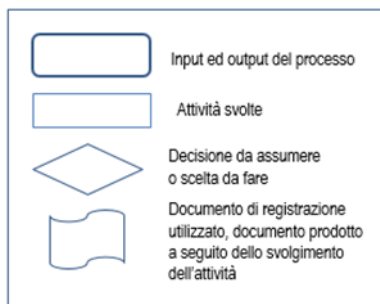 Input ed output del processo
Attività svolte
Decisione da assumere
o scelta da fare
Documento di registrazione
utilizzato, documento prodotto
a seguito dello svolgimento
dell'attività